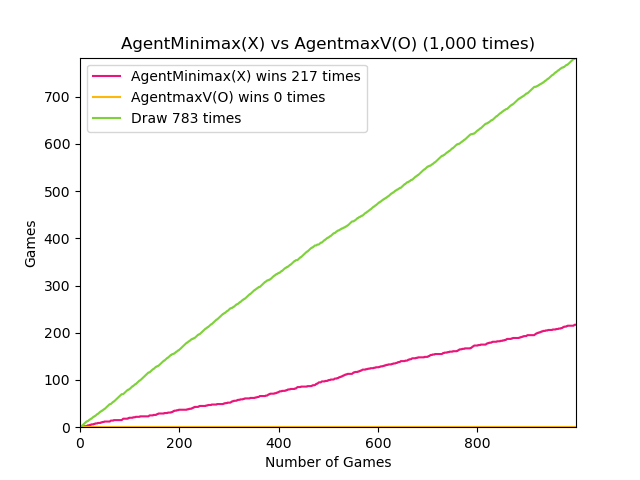 AgentMinimax(X) vs AgentmaxV(O) (1,000 times)
AgentMinimax(X) wins 217 times
AgentmaxV(O) wins 0 times
Draw 783 times
700
600
500
400
300
200
100
0
Games
0 200 400 600 800
Number of Games